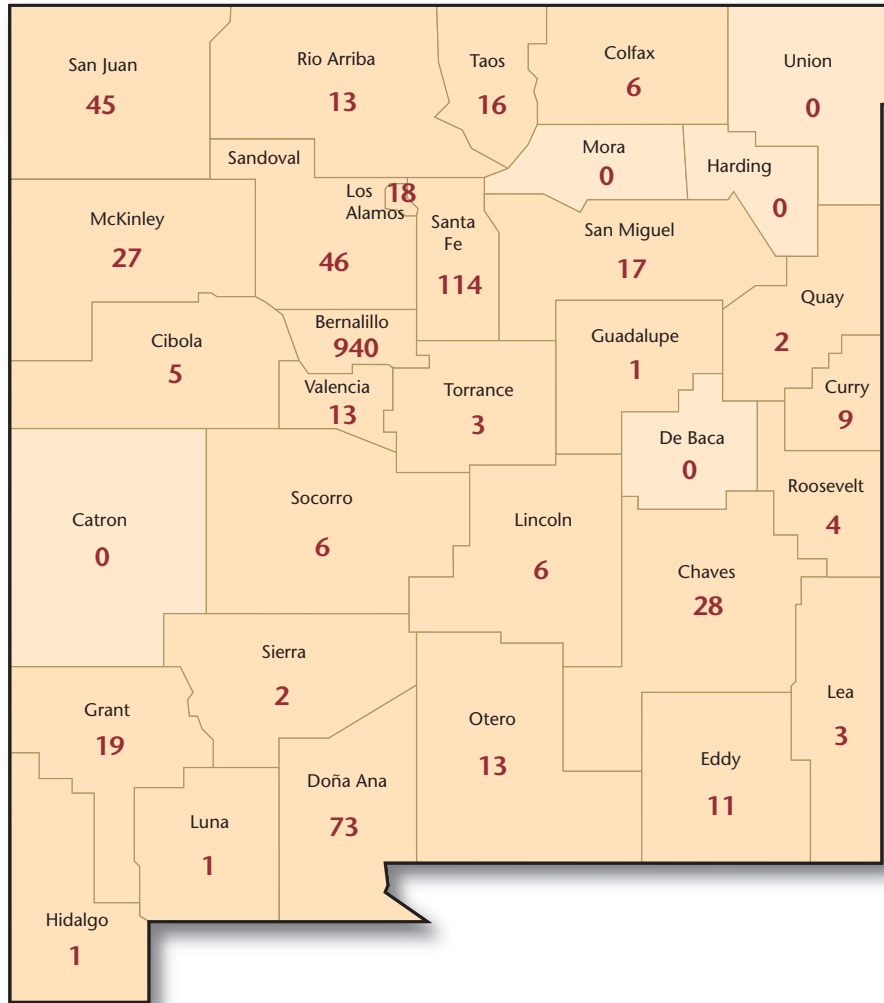 San Juan
45
Rio Arriba
13
Taos
16
Colfax
6
Union
0
Mora
0
Harding
0
Sandoval
46
Los
Alamos
18
Santa
Fe
114
San Miguel
17
McKinley
27
Quay
2
Cibola
5
Bernalillo
940
Guadalupe
1
Curry
9
Valencia
13
Torrance
3
De Baca
0
Roosevelt
4
Catron
0
Socorro
6
Lincoln
6
Chaves
28
Sierra
2
Grant
19
Otero
13
Lea
3
Eddy
11
Doña Ana
73
Luna
1
Hidalgo
1